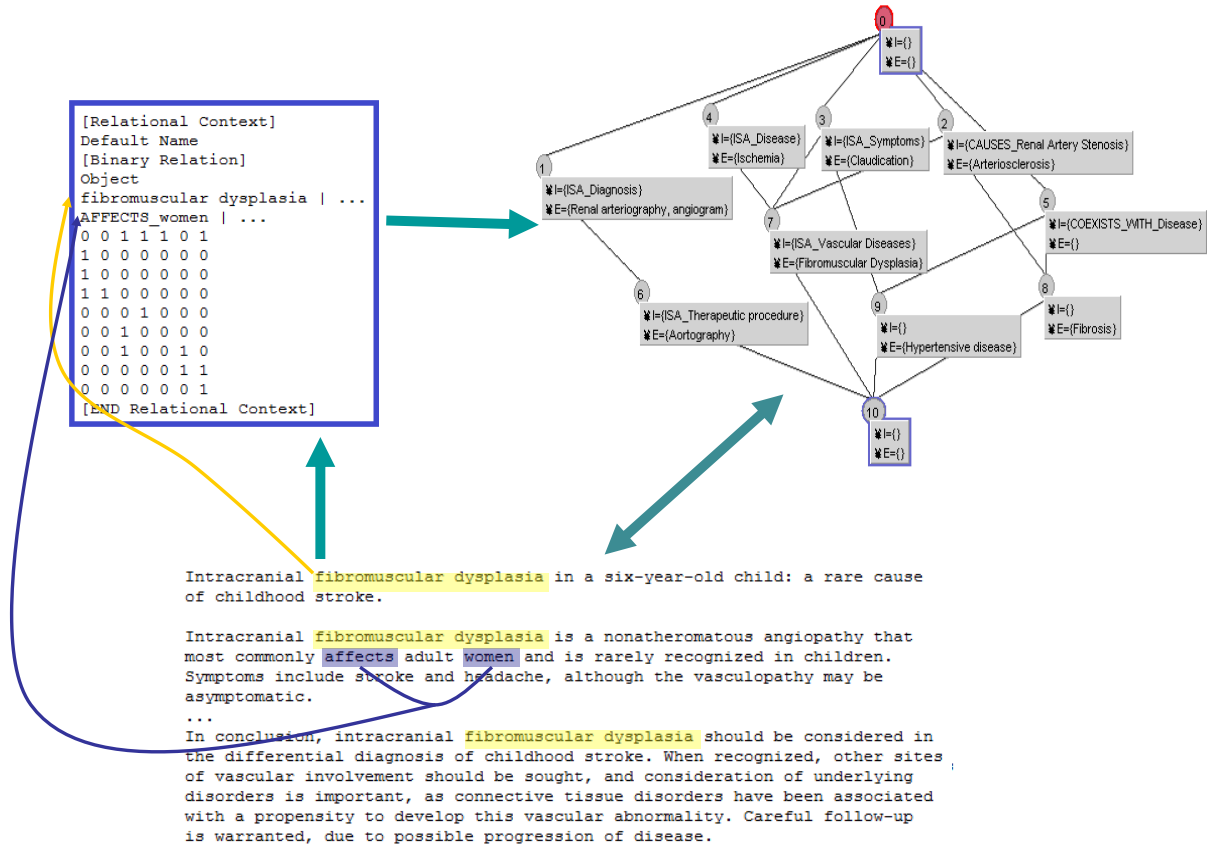 0
¥I={}
¥E={}
4
¥I={ISA_Disease}
¥E={Ischemia}
3
¥I={ISA_Symptoms}
¥E={Claudication}
2
¥I={CAUSES_Renal Artery Stenosis}
¥E={Arteriosclerosis}
1
¥I={ISA_Diagnosis}
¥E={Renal arteriography, angiogram}
5
¥I={COEXISTS_WITH_Disease}
¥E={}
7
¥I={ISA_Vascular Diseases}
¥E={Fibromuscular Dysplasia}
6
¥I={ISA_Therapeutic procedure}
¥E={Aortography}
9
¥I={}
¥E={Hypertensive disease}
8
¥I={}
¥E={Fibrosis}
10
¥I={}
¥E={}
[Relational Context]
Default Name
[Binary Relation]
Object
fibromuscular dysplasia | ...
AFFECTS_women | ...
0 0 1 1 1 0 1
1 0 0 0 0 0 0
1 0 0 0 0 0 0
1 1 0 0 0 0 0
0 0 0 1 0 0 0
0 0 1 0 0 0 0
0 0 1 0 0 1 0
0 0 0 0 0 1 1
0 0 0 0 0 0 1
[END Relational Context]
Intracranial fibromuscular dysplasia in a six-year-old child: a rare cause
of childhood stroke.
Intracranial fibromuscular dysplasia is a nonatheromatous angiopathy that
most commonly affects adult women and is rarely recognized in children.
Symptoms include stroke and headache, although the vasculopathy may be
asymptomatic.
...
In conclusion, intracranial fibromuscular dysplasia should be considered in
the differential diagnosis of childhood stroke. When recognized, other sites
of vascular involvement should be sought, and consideration of underlying
disorders is important, as connective tissue disorders have been associated
with a propensity to develop this vascular abnormality. Careful follow-up
is warranted, due to possible progression of disease.